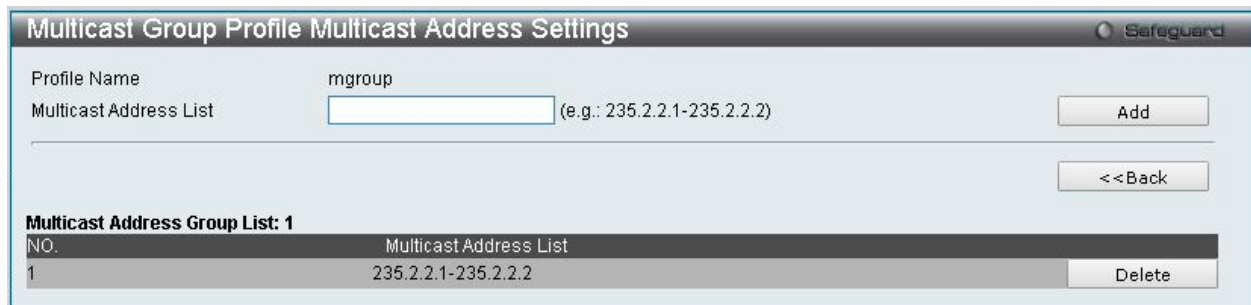 Multicast Group Profile Multicast Address Settings Safeguard
Profile Name mgroup
Multicast Address List (e.g.: 235.2.2.1-235.2.2.2) Add
<<Back
Multicast Address Group List: 1
NO. Multicast Address List
1 235.2.2.1-235.2.2.2 Delete